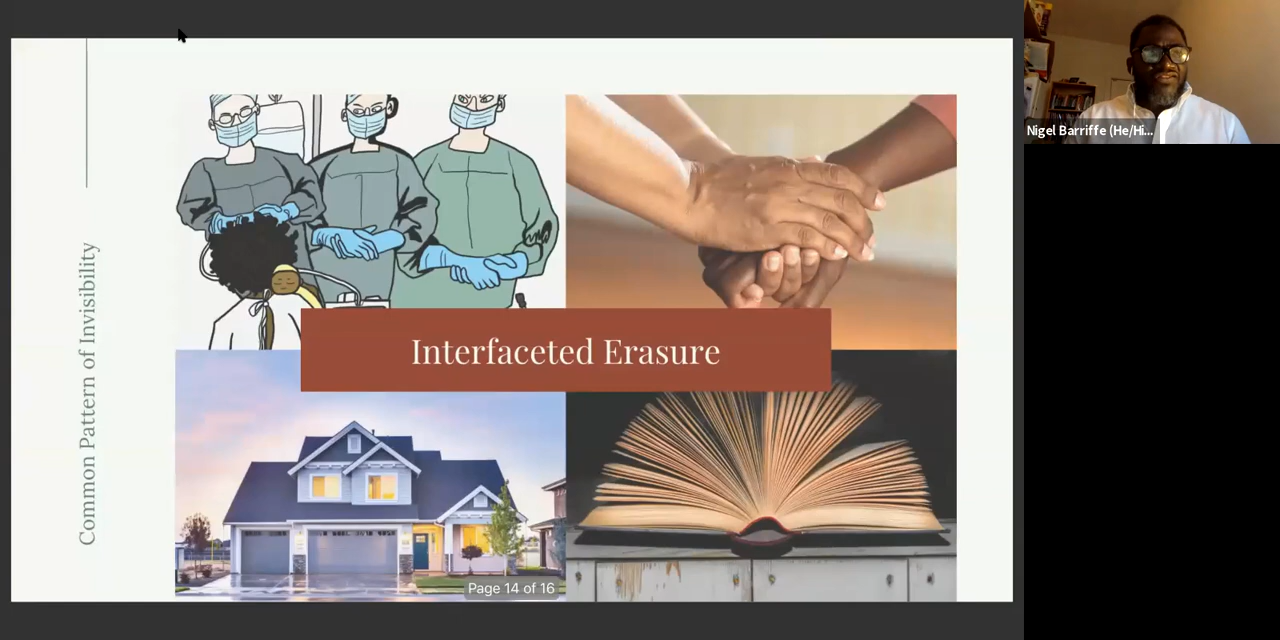 Common Pattern of Invisibility
Interfaceted Erasure
Page 14 of 16
Nigel Barriffe (He/Hi...